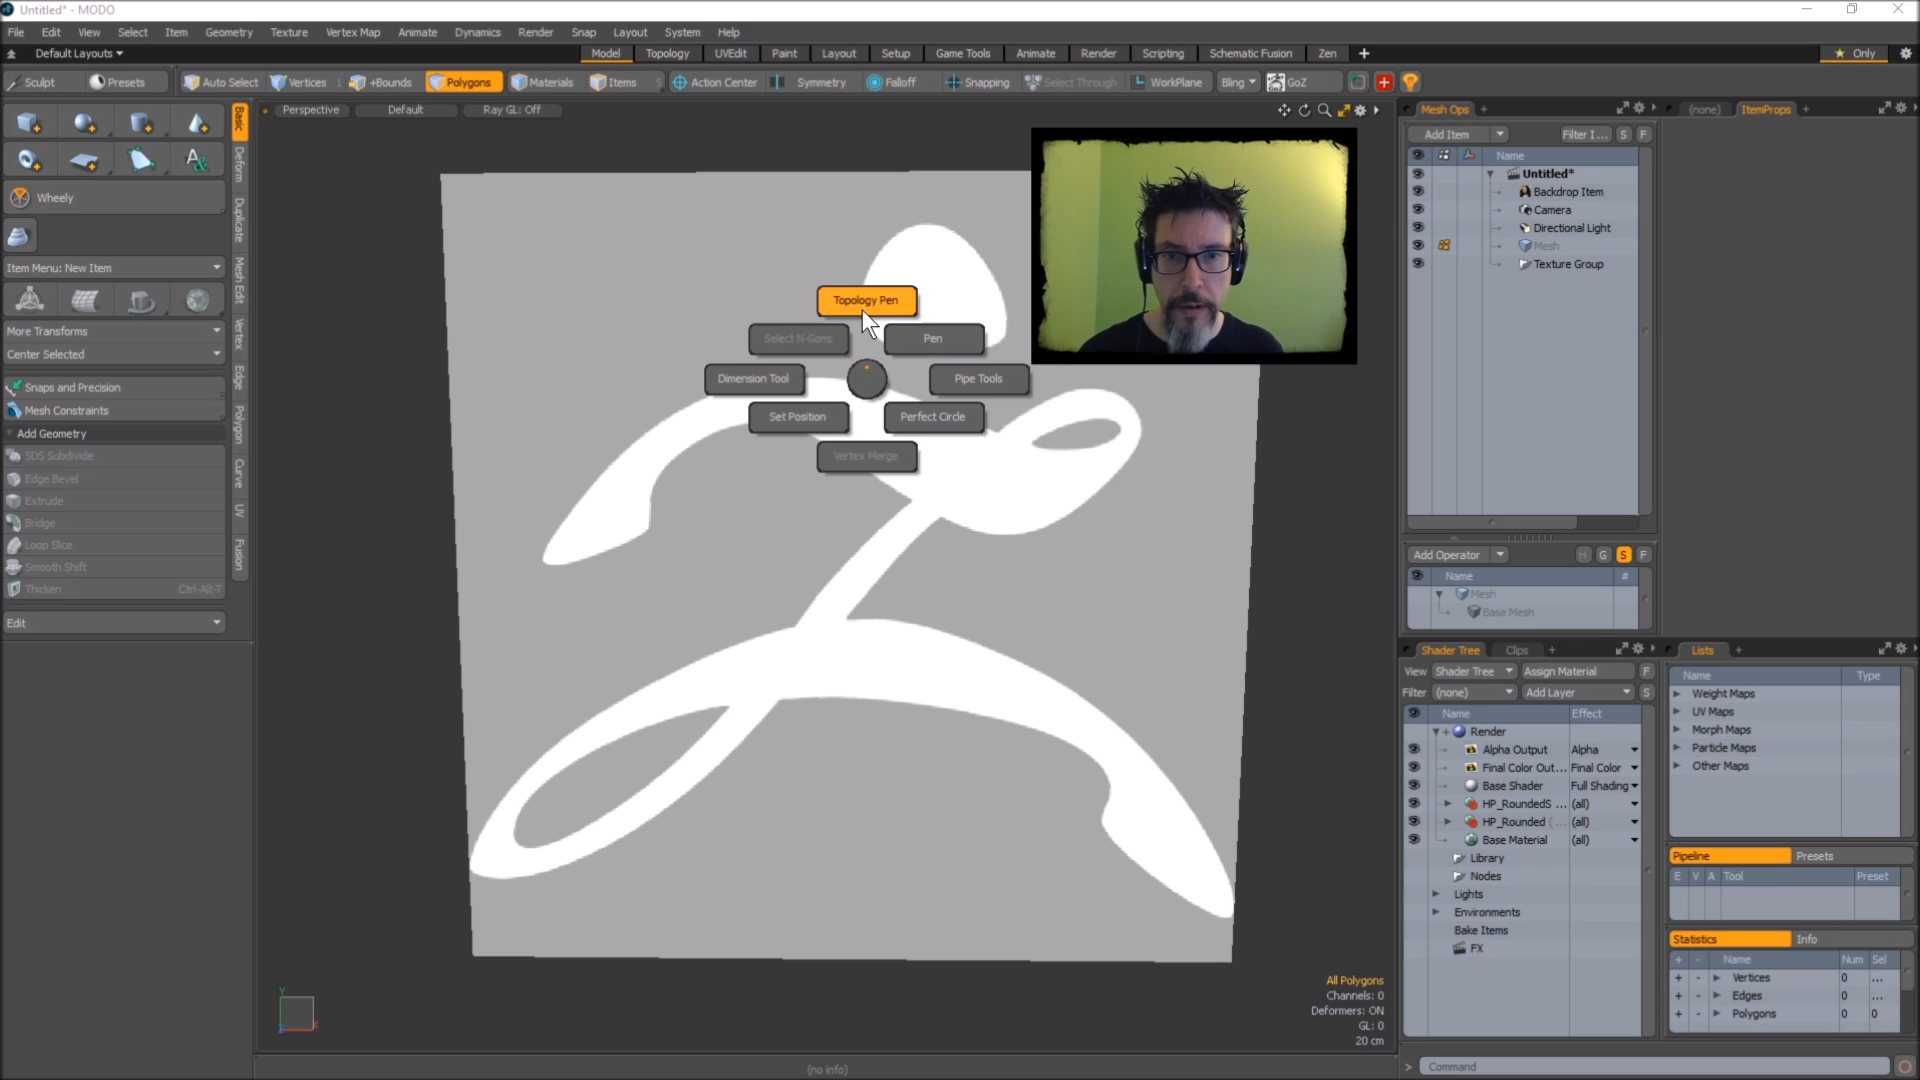 Untitled* - MODO
File Edit View Select Item Geometry Texture Vertex Map Animate Dynamics Render Snap Layout System Help
Default Layouts
Model Topology UVEdit Paint Layout Setup Game Tools Animate Render Scripting Schematic Fusion Zen + Only
Sculpt Presets Auto Select Vertices +Bounds Polygons Materials Items Action Center Symmetry Falloff Snapping Select Through WorkPlane Bling GoZ
Perspective Default Ray GL: Off
Basic
Deform
Duplicate
Mesh Edit
Vertex
Edge
Polygon
Curve
UV
Fusion
Wheely
Item Menu: New Item
More Transforms
Center Selected
Snaps and Precision
Mesh Constraints
Add Geometry
SDS Subdivide
Edge Bevel
Extrude
Bridge
Loop Slice
Smooth Shift
Thicken Ctrl-Alt-T
Edit
Topology Pen
Select N-Gons Pen
Dimension Tool Pipe Tools
Set Position Perfect Circle
Vertex Merge
All Polygons
Channels: 0
Deformers: ON
GL: 0
20 cm
Y
X
(no info)
Mesh Ops +
Add Item Filter I ... S F
Name
Untitled*
Backdrop Item
Camera
Directional Light
Mesh
Texture Group
Add Operator H G S F
Name #
Mesh
Base Mesh
Shader Tree Clips +
View Shader Tree Assign Material F
Filter (none) Add Layer S
Name Effect
Render
Alpha Output Alpha
Final Color Out... Final Color
Base Shader Full Shading
HP_RoundedS ... (all)
HP_Rounded ( ... (all)
Base Material (all)
Library
Nodes
Lights
Environments
Bake Items
FX
(none) ItemProps +
Lists +
Name Type
Weight Maps
UV Maps
Morph Maps
Particle Maps
Other Maps
Pipeline Presets
E V A Tool Preset
Statistics Info
+ - Name Num Sel
+ - Vertices 0 ...
+ - Edges 0 ...
+ - Polygons 0 0
> Command